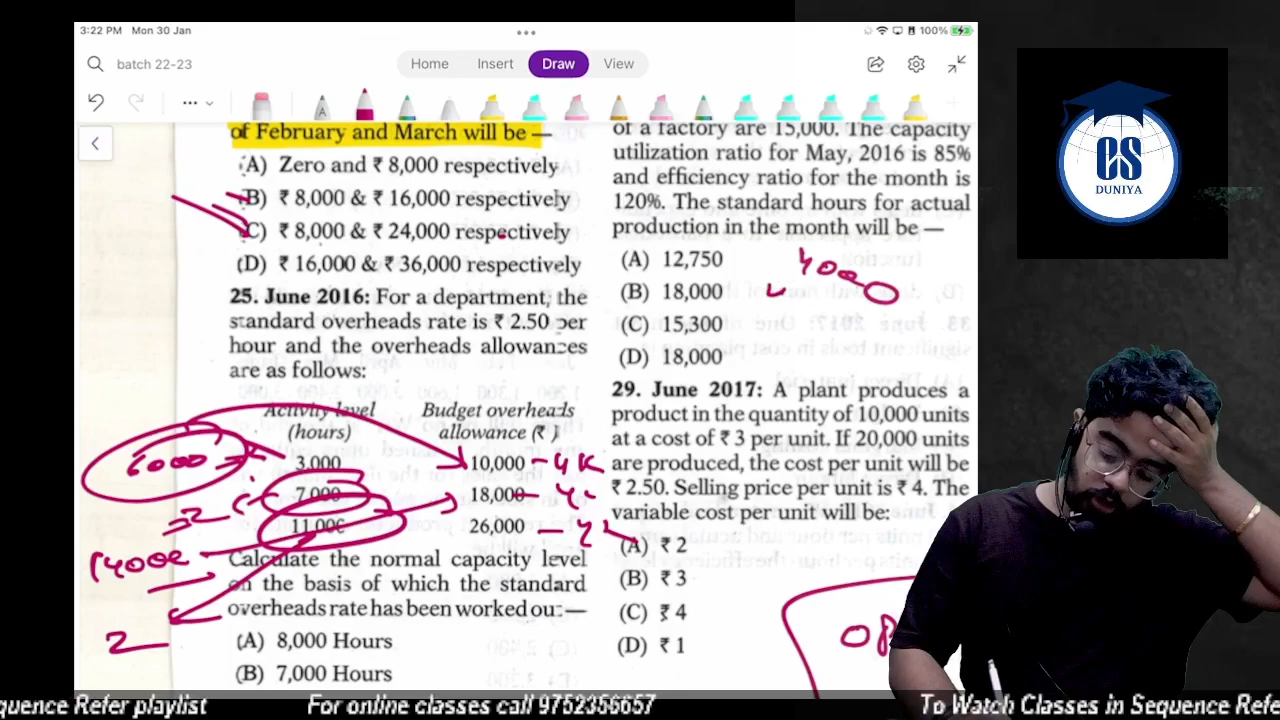 3:22 PM Mon 30 Jan
100%
batch 22-23
Home Insert Draw View
of February and March will be —
(A) Zero and ₹ 8,000 respectively
(B) ₹ 8,000 & ₹ 16,000 respectively
(C) ₹ 8,000 & ₹ 24,000 respectively
(D) ₹ 16,000 & ₹ 36,000 respectively
25. June 2016: For a department, the
standard overheads rate is ₹ 2.50 per
hour and the overheads allowances
are as follows:
Activity level Budget overheads
(hours) allowance (₹)
3,000 10,000 - 4K
7,000 18,000
11,000 26,000
6000
14000
2
Calculate the normal capacity level
on the basis of which the standard
overheads rate has been worked out —
(A) 8,000 Hours
(B) 7,000 Hours
of a factory are 15,000. The capacity
utilization ratio for May, 2016 is 85%
and efficiency ratio for the month is
120%. The standard hours for actual
production in the month will be —
(A) 12,750
(B) 18,000
(C) 15,300
(D) 18,000
4000
29. June 2017: A plant produces a
product in the quantity of 10,000 units
at a cost of ₹ 3 per unit. If 20,000 units
are produced, the cost per unit will be
₹ 2.50. Selling price per unit is ₹ 4. The
variable cost per unit will be:
(A) ₹ 2
(B) ₹ 3
(C) ₹ 4
(D) ₹ 1
CS
DUNIYA
quence Refer playlist For online classes call 9752356657 To Watch Classes in Sequence Refe